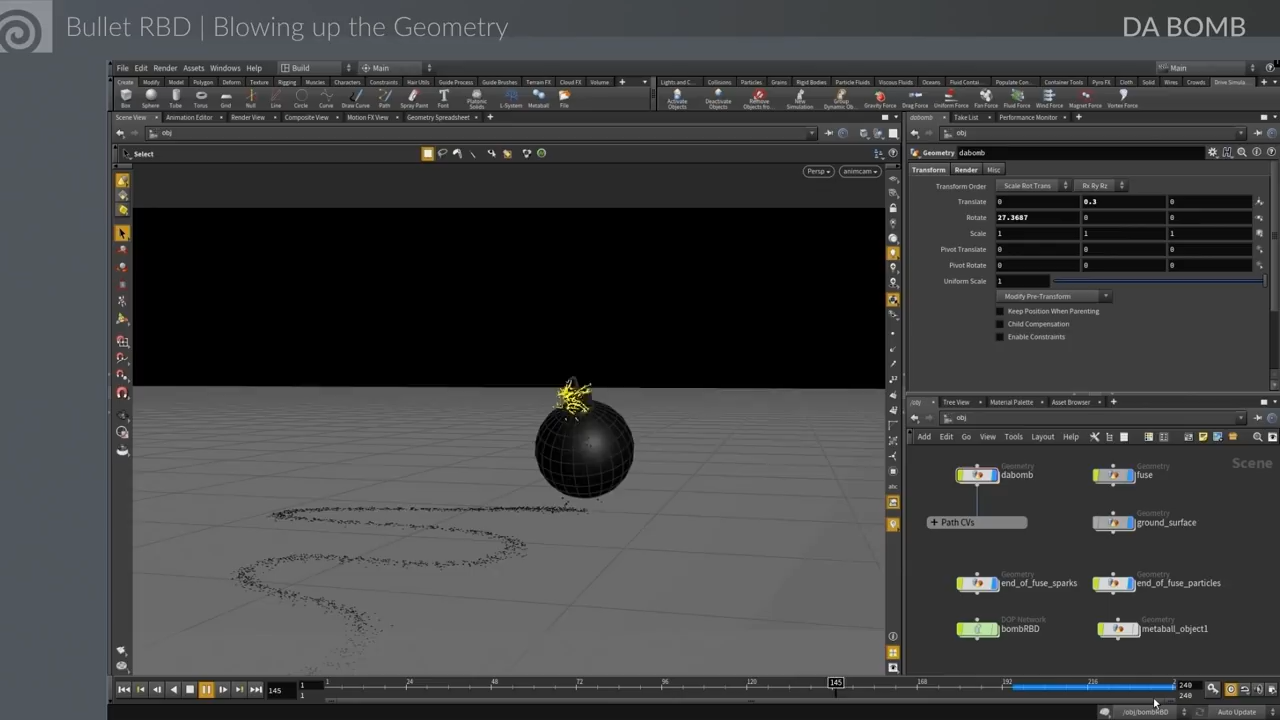 Bullet RBD | Blowing up the Geometry
DA BOMB
File Edit Render Assets Windows Help Build Main Main
Create Modify Model Polygon Deform Texture Rigging Muscles Characters Constraints Hair Utils Guide Process Guide Brushes Terrain FX Cloud FX Volume
Lights and C... Collisions Particles Grains Rigid Bodies Particle Fluids Viscous Fluids Oceans Fluid Contai... Populate Con... Container Tools Pyro FX Cloth Solid Wires Crowds Drive Simula...
Box Sphere Tube Torus Grid Null Line Circle Curve Draw Curve Path Spray Paint Font Platonic Solids L-System Metaball File
Activate Objects Deactivate Objects Remove Objects fro... New Simulation Group Dynamic Ob... Gravity Force Drag Force Uniform Force Fan Force Fluid Force Wind Force Magnet Force Vortex Force
Scene View Animation Editor Render View Composite View Motion FX View Geometry Spreadsheet
dabomb Take List Performance Monitor
obj
obj
Select
Geometry dabomb
Persp animcam
Transform Render Misc
Transform Order Scale Rot Trans Rx Ry Rz
Translate 0 0.3 0
Rotate 27.3687 0 0
Scale 1 1 1
Pivot Translate 0 0 0
Pivot Rotate 0 0 0
Uniform Scale 1
Modify Pre-Transform
Keep Position When Parenting
Child Compensation
Enable Constraints
/obj Tree View Material Palette Asset Browser
obj
Add Edit Go View Tools Layout Help
Scene
Geometry
dabomb
Geometry
fuse
Path CVs
Geometry
ground_surface
Geometry
end_of_fuse_sparks
Geometry
end_of_fuse_particles
DOP Network
bombRBD
Geometry
metaball_object1
145 1 1 1 24 48 72 96 145 168 192 216 240 240
/obj/bombRBD Auto Update